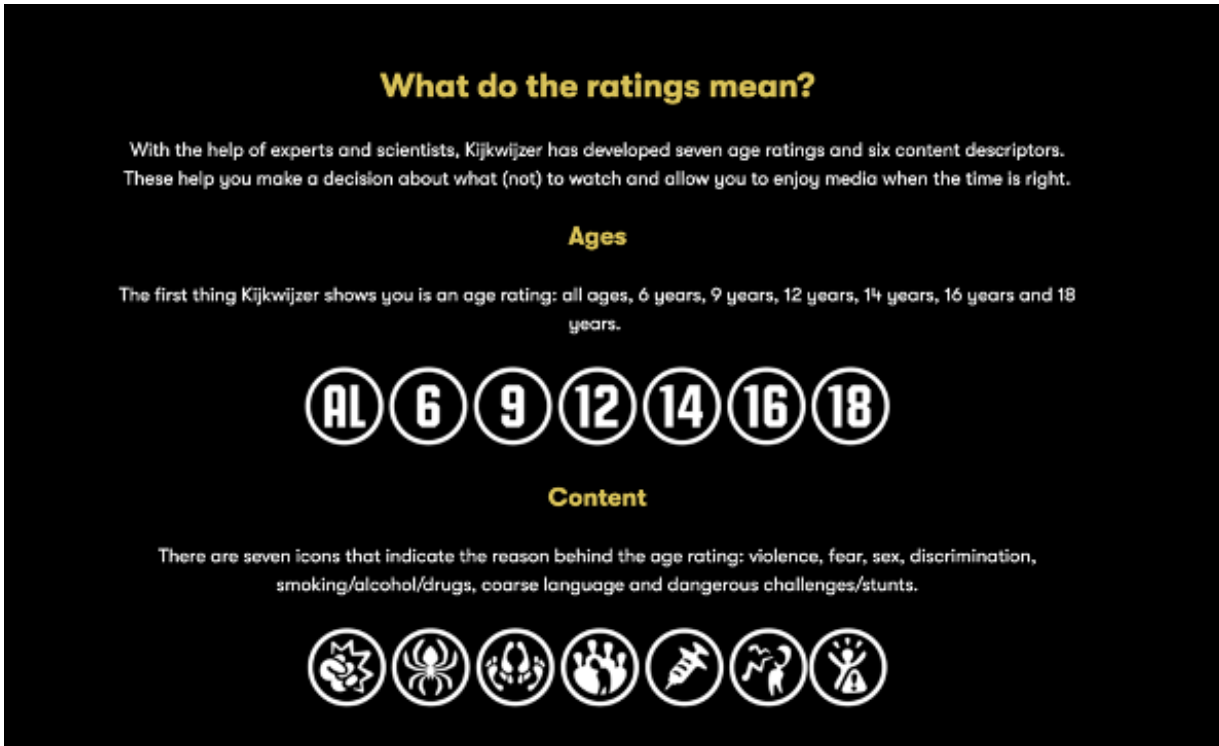 What do the ratings mean?
With the help of experts and scientists, Kijkwijzer has developed seven age ratings and six content descriptors.
These help you make a decision about what (not) to watch and allow you to enjoy media when the time is right.
Ages
The first thing Kijkwijzer shows you is an age rating: all ages, 6 years, 9 years, 12 years, 14 years, 16 years and 18
years.
AL 6 9 12 14 16 18
Content
There are seven icons that indicate the reason behind the age rating: violence, fear, sex, discrimination,
smoking/alcohol/drugs, coarse language and dangerous challenges/stunts.